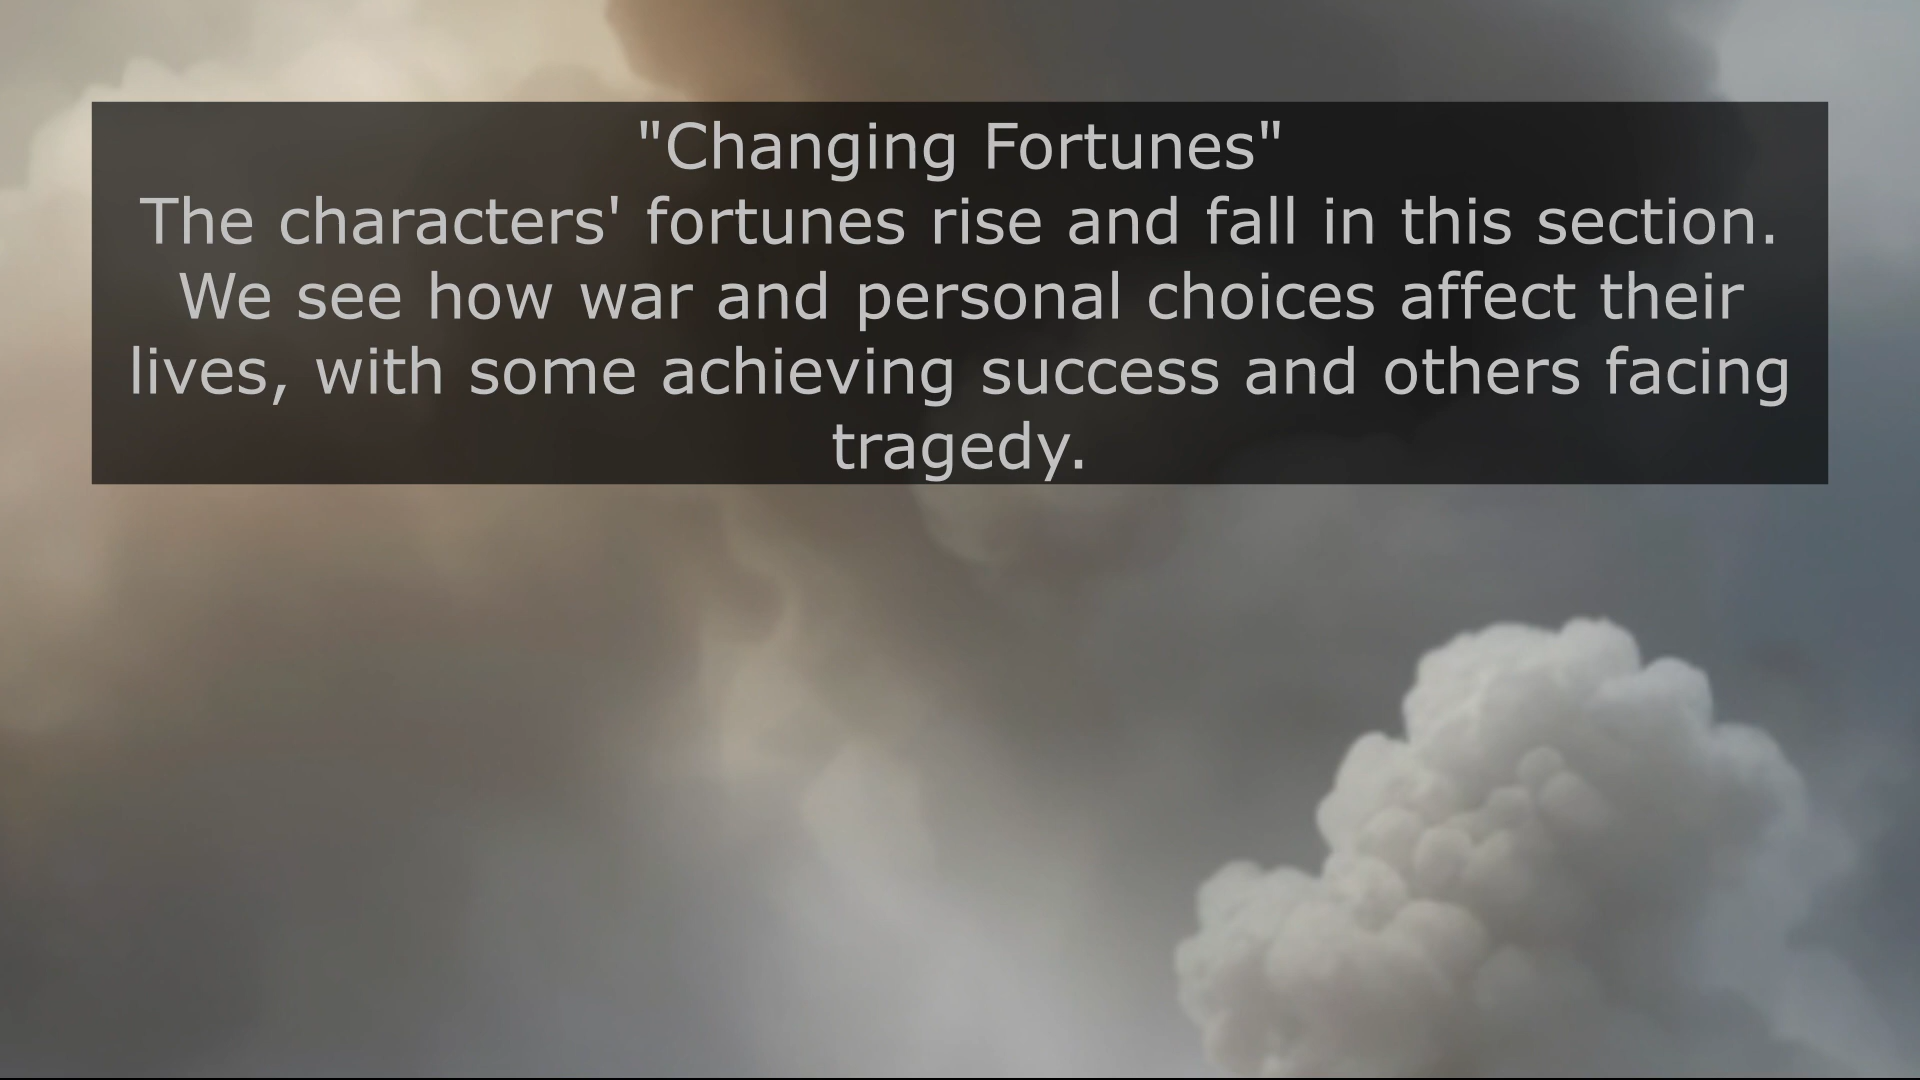 "Changing Fortunes"
The characters' fortunes rise and fall in this section.
We see how war and personal choices affect their
lives, with some achieving success and others facing
tragedy.